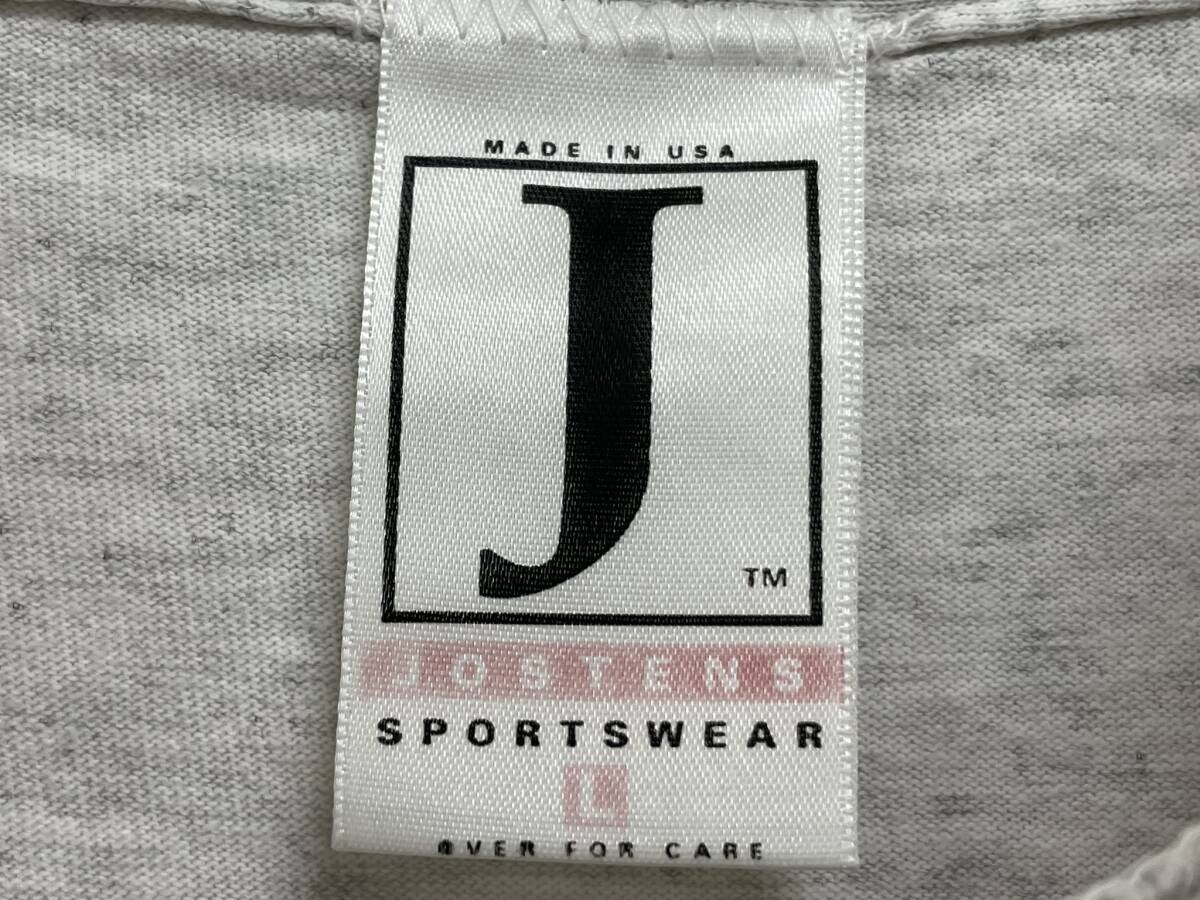 MADE IN USA
J
TM
JOSTENS
SPORTSWEAR
L
OVER FOR CARE